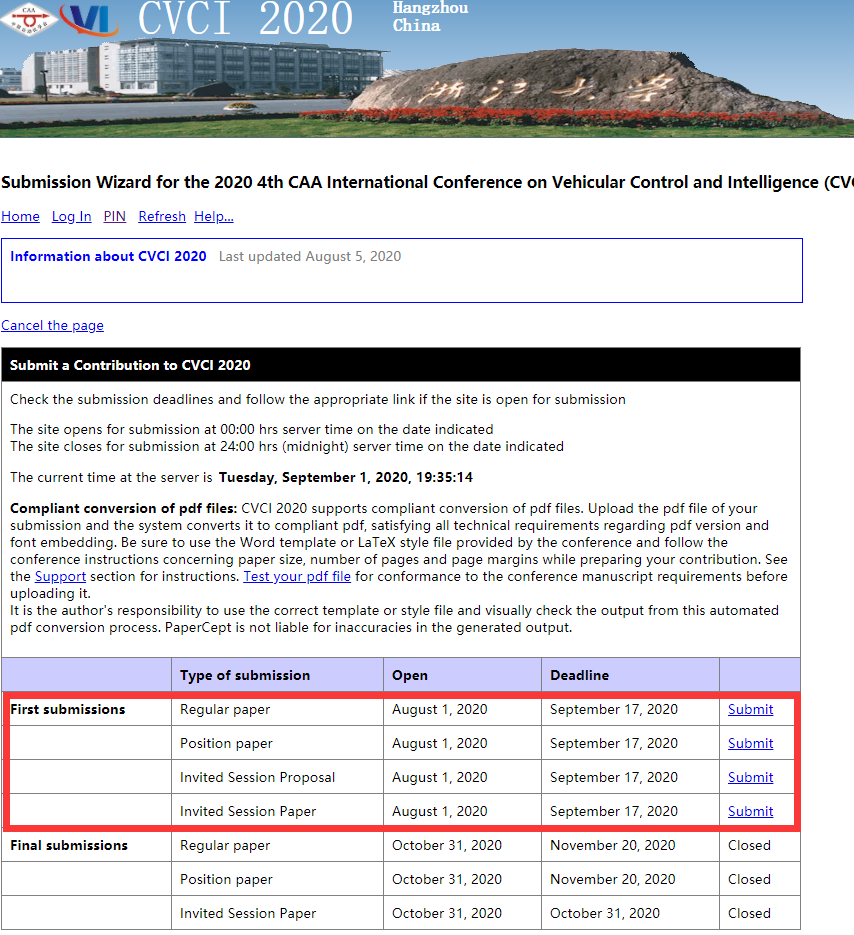 CAA
VI
CVCI 2020
Hangzhou
China
浙江大学
Submission Wizard for the 2020 4th CAA International Conference on Vehicular Control and Intelligence (CV
Home Log In PIN Refresh Help...
Information about CVCI 2020 Last updated August 5, 2020
Cancel the page
Submit a Contribution to CVCI 2020
Check the submission deadlines and follow the appropriate link if the site is open for submission
The site opens for submission at 00:00 hrs server time on the date indicated
The site closes for submission at 24:00 hrs (midnight) server time on the date indicated
The current time at the server is Tuesday, September 1, 2020, 19:35:14
Compliant conversion of pdf files: CVCI 2020 supports compliant conversion of pdf files. Upload the pdf file of your
submission and the system converts it to compliant pdf, satisfying all technical requirements regarding pdf version and
font embedding. Be sure to use the Word template or LaTeX style file provided by the conference and follow the
conference instructions concerning paper size, number of pages and page margins while preparing your contribution. See
the Support section for instructions. Test your pdf file for conformance to the conference manuscript requirements before
uploading it.
It is the author's responsibility to use the correct template or style file and visually check the output from this automated
pdf conversion process. PaperCept is not liable for inaccuracies in the generated output.
Type of submission Open Deadline
First submissions Regular paper August 1, 2020 September 17, 2020 Submit
Position paper August 1, 2020 September 17, 2020 Submit
Invited Session Proposal August 1, 2020 September 17, 2020 Submit
Invited Session Paper August 1, 2020 September 17, 2020 Submit
Final submissions Regular paper October 31, 2020 November 20, 2020 Closed
Position paper October 31, 2020 November 20, 2020 Closed
Invited Session Paper October 31, 2020 October 31, 2020 Closed